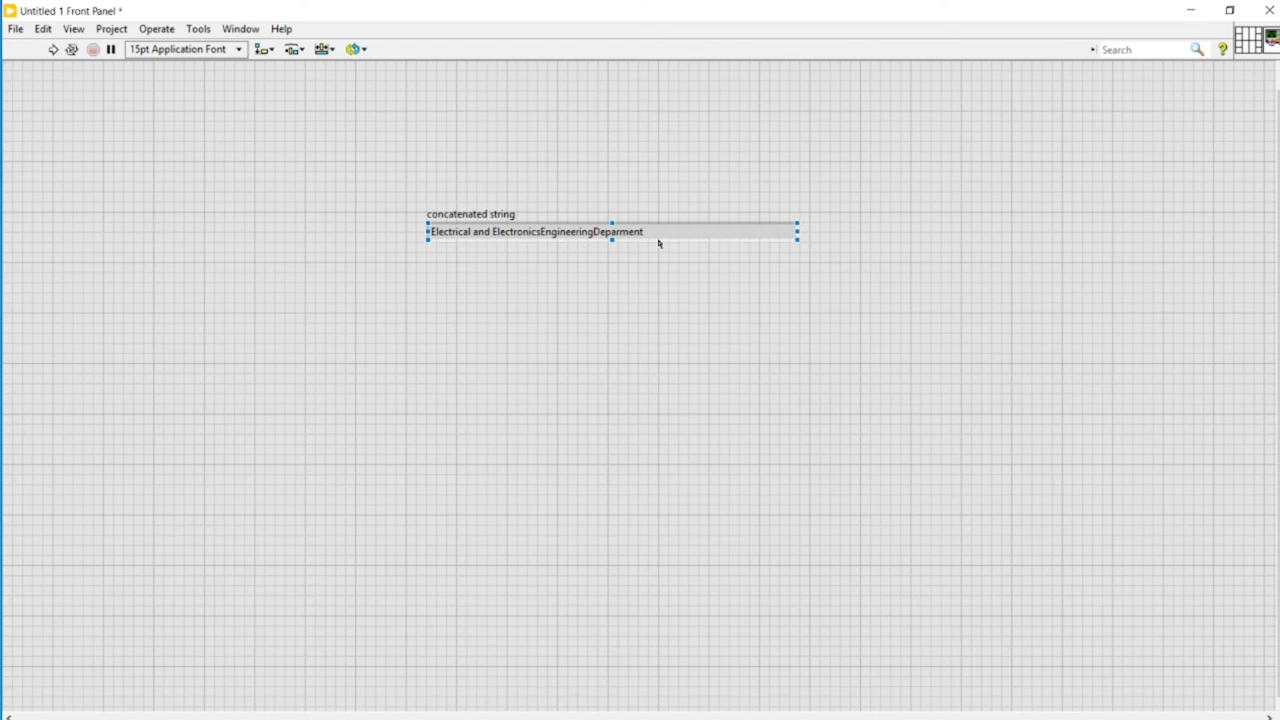 Untitled 1 Front Panel *
File Edit View Project Operate Tools Window Help
15pt Application Font Search ?
concatenated string
Electrical and ElectronicsEngineeringDeparment